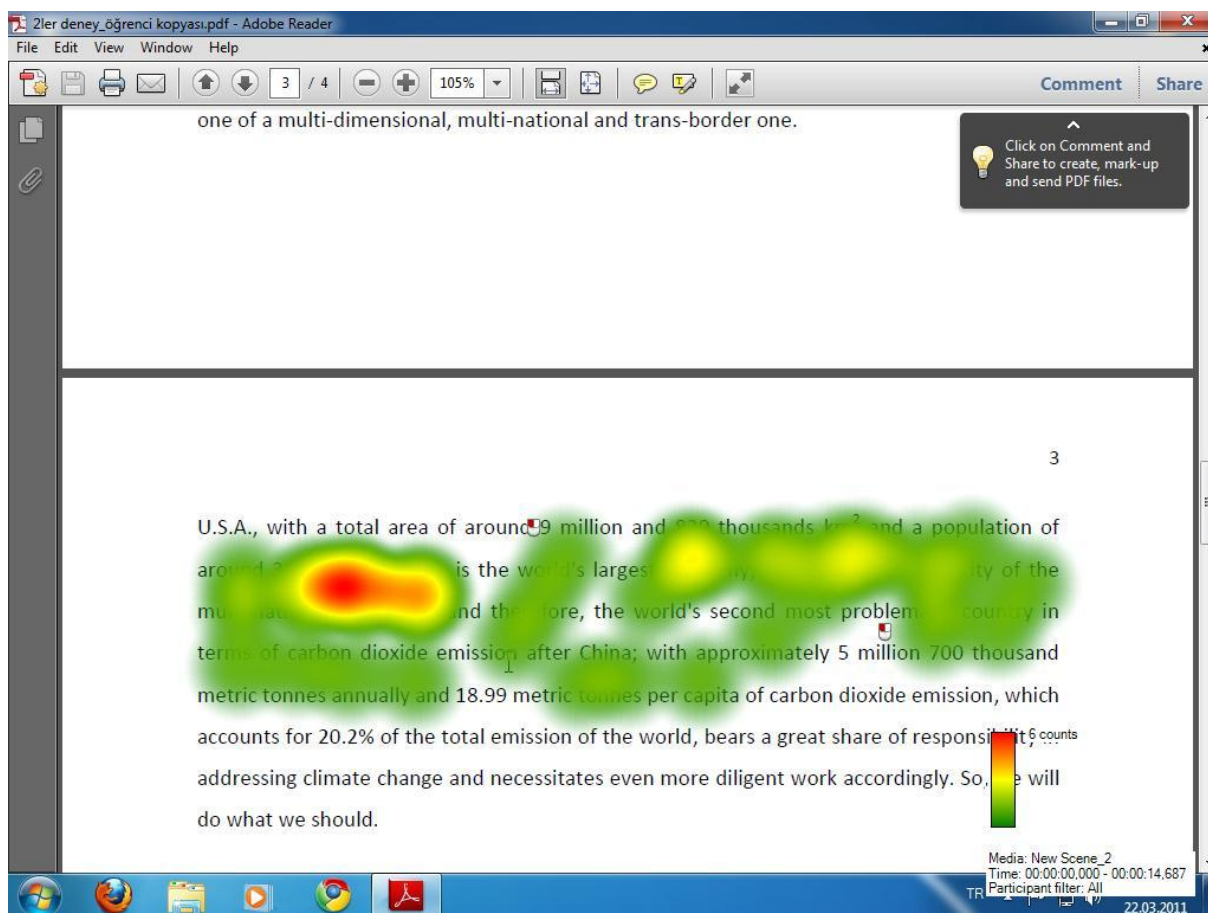 2ler deney_öğrenci kopyası.pdf - Adobe Reader
File Edit View Window Help
3 / 4 105% Comment Share
one of a multi-dimensional, multi-national and trans-border one.
Click on Comment and
Share to create, mark-up
and send PDF files.
3
U.S.A., with a total area of around 9 million and thousands km² and a population of
around is the world's largest of the
and the fore, the world's second most country in
terms of carbon dioxide emission after China; with approximately 5 million 700 thousand
metric tonnes annually and 18.99 metric tonnes per capita of carbon dioxide emission, which
accounts for 20.2% of the total emission of the world, bears a great share of
addressing climate change and necessitates even more diligent work accordingly. So, will
do what we should.
6 counts
Media: New Scene_2
Time: 00:00:00,000 - 00:00:14,687
Participant filter: All
TR
22.03.2011